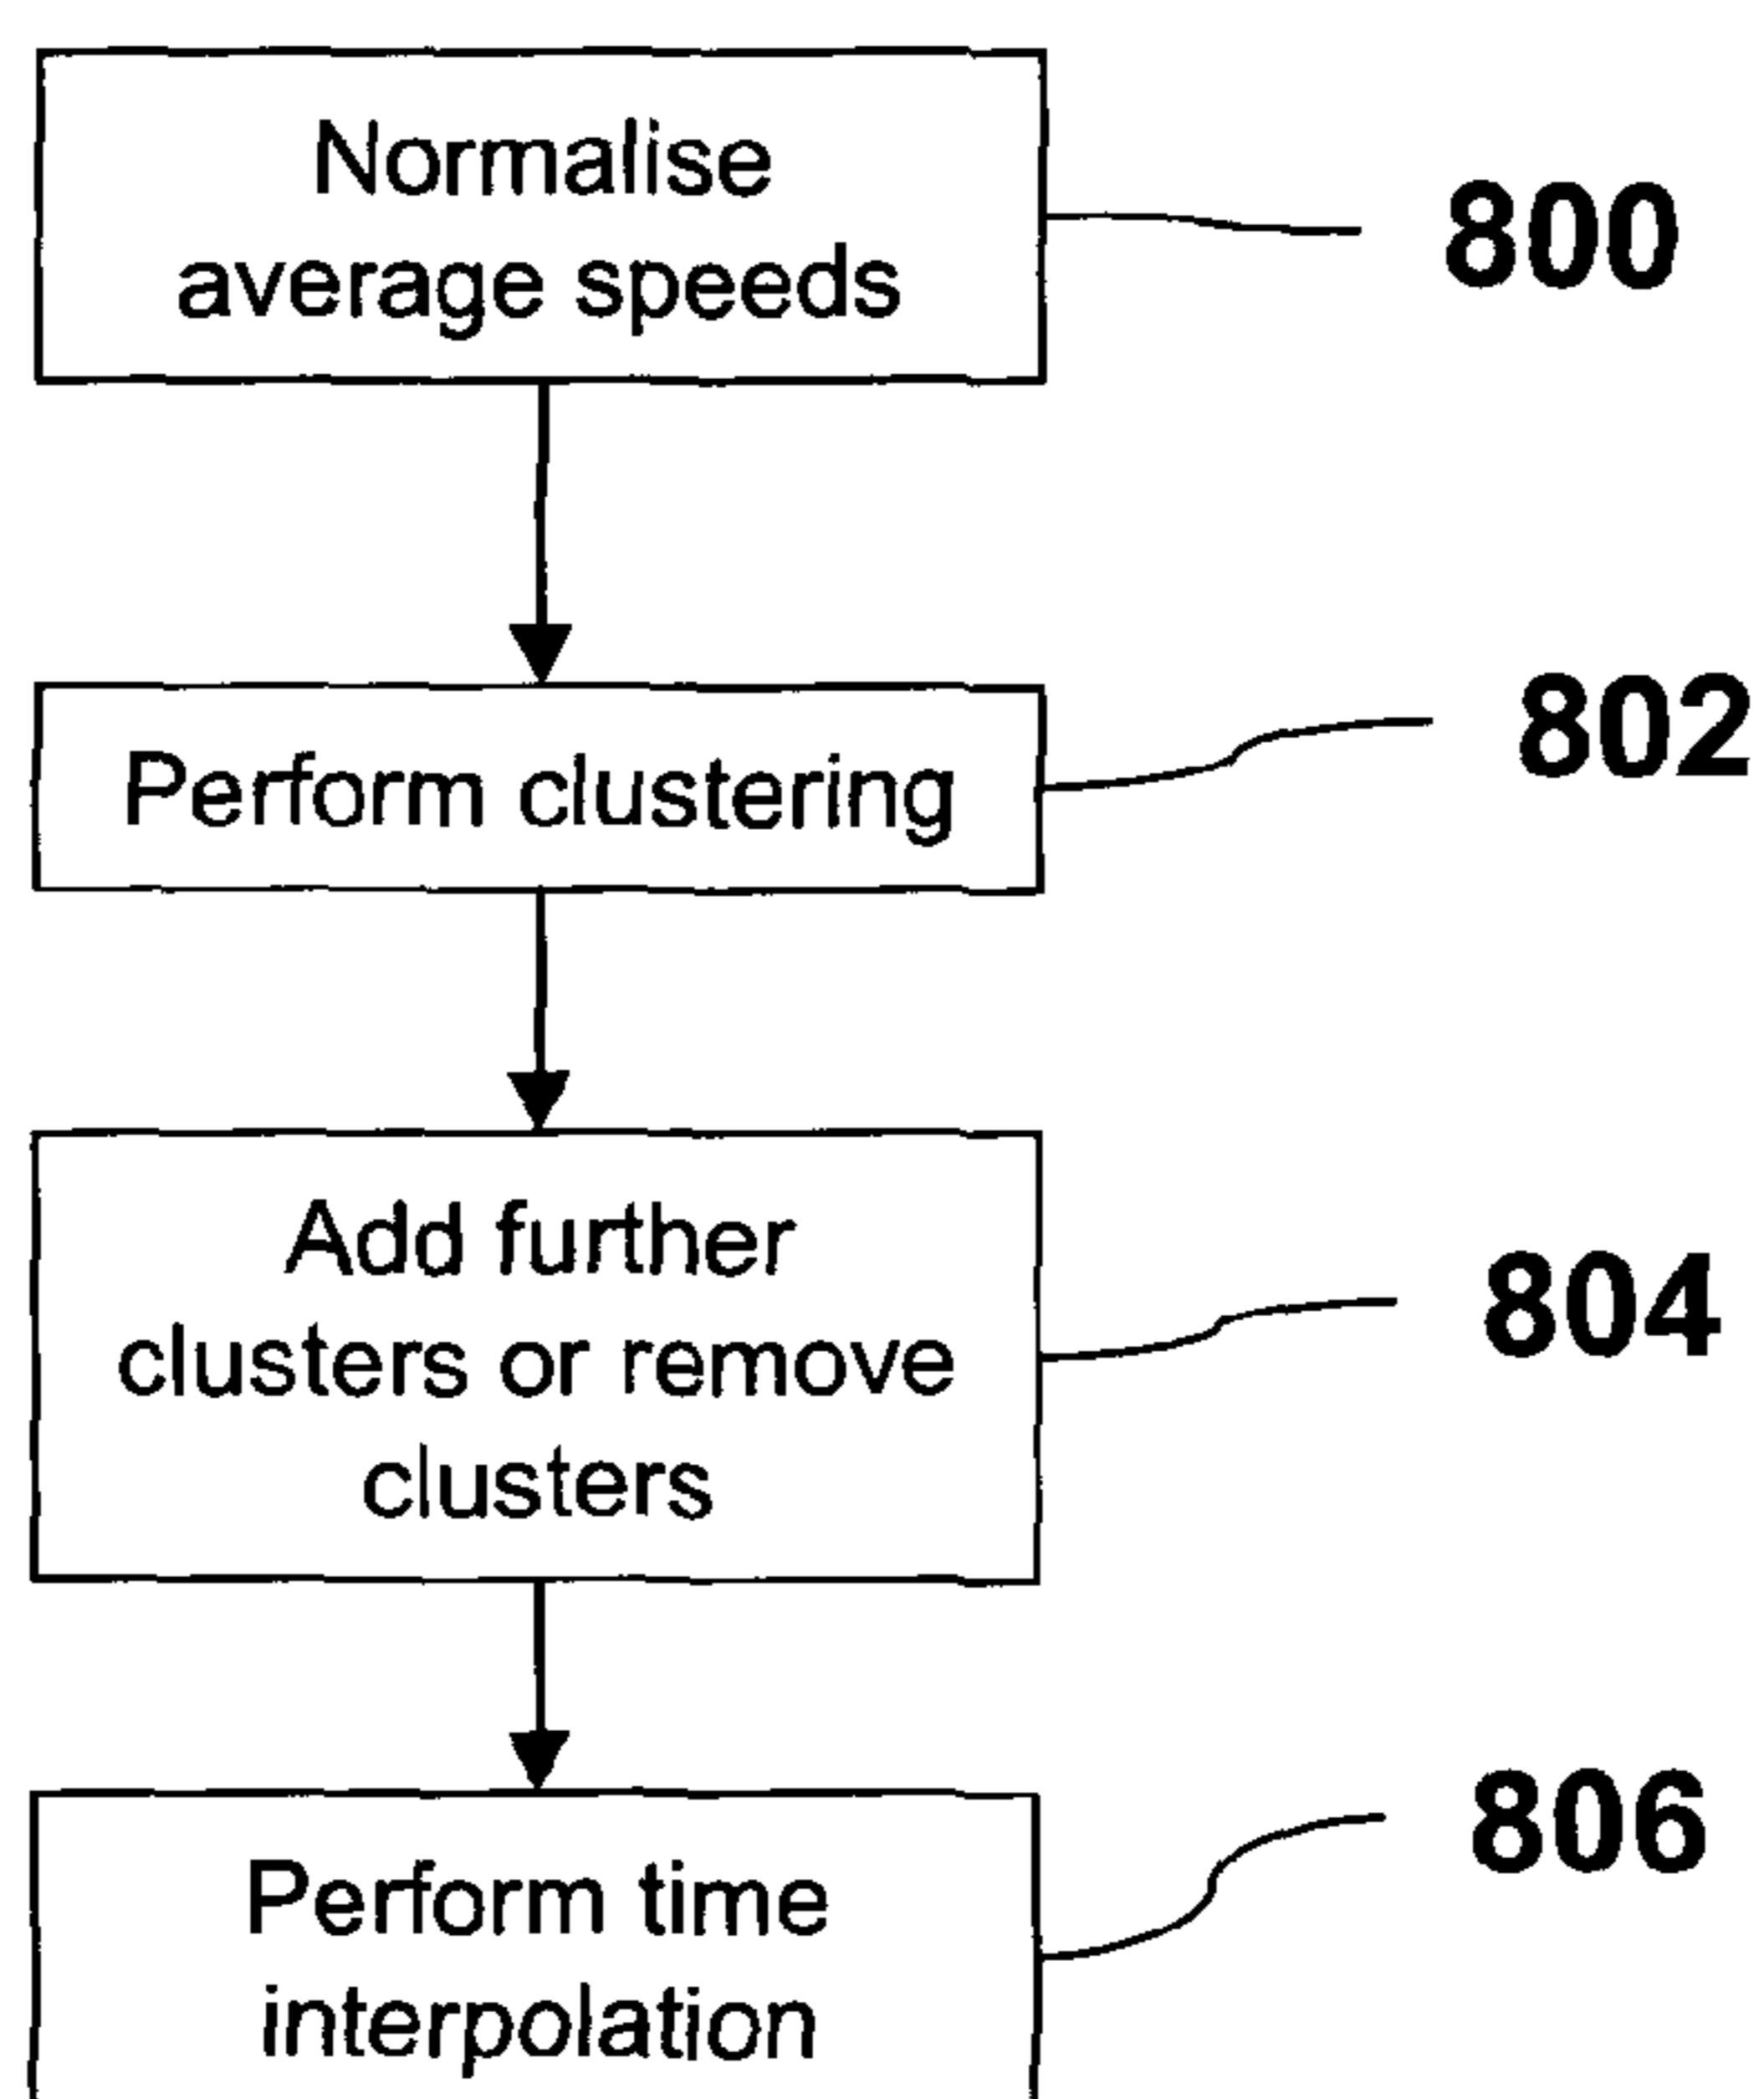 Normalise
average speeds
800
Perform clustering
802
Add further
clusters or remove
clusters
804
Perform time
interpolation
806